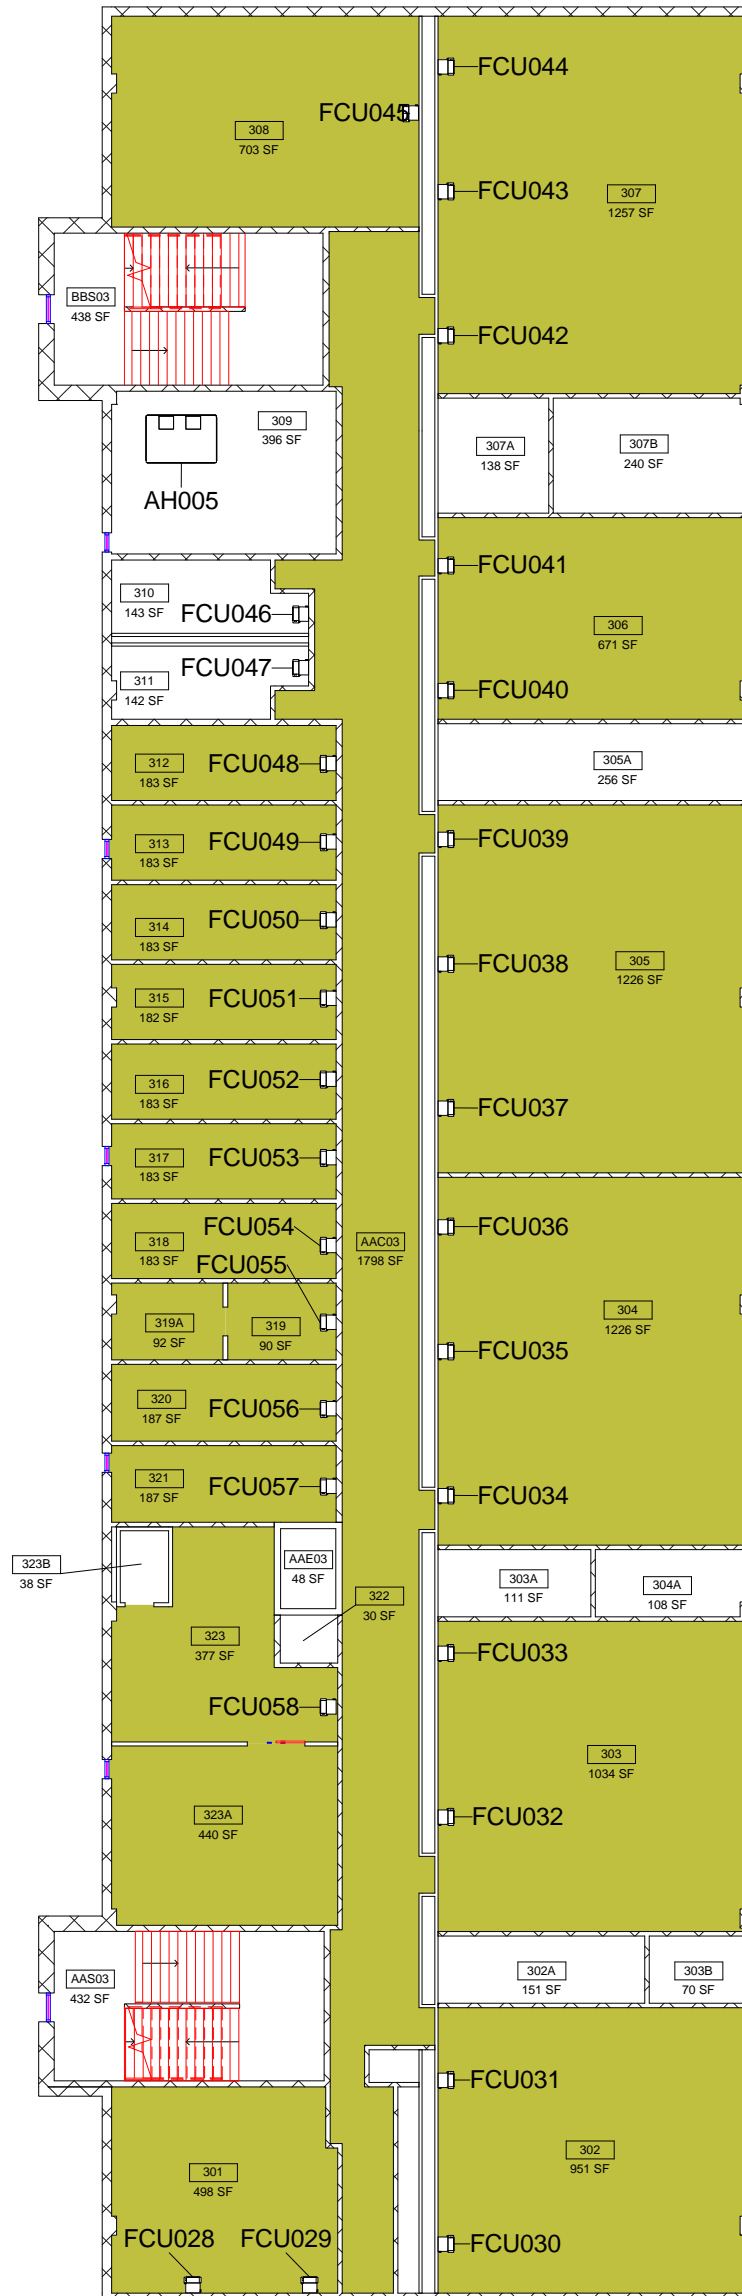 FCU044
FCU045
308
703 SF
FCU043
307
1257 SF
BBS03
438 SF
FCU042
309
396 SF
AH005
307A
138 SF
307B
240 SF
FCU041
310
143 SF
FCU046
306
671 SF
FCU047
311
142 SF
FCU040
312
183 SF
FCU048
305A
256 SF
313
183 SF
FCU049
FCU039
314
183 SF
FCU050
FCU038
305
1226 SF
315
182 SF
FCU051
316
183 SF
FCU052
FCU037
317
183 SF
FCU053
318
183 SF
FCU054
FCU055
AAC03
1798 SF
FCU036
319A
92 SF
319
90 SF
304
1226 SF
FCU035
320
187 SF
FCU056
321
187 SF
FCU057
FCU034
323B
38 SF
AAE03
48 SF
322
30 SF
303A
111 SF
304A
108 SF
323
377 SF
FCU033
FCU058
303
1034 SF
323A
440 SF
FCU032
AAS03
432 SF
302A
151 SF
303B
70 SF
FCU031
301
498 SF
302
951 SF
FCU028
FCU029
FCU030